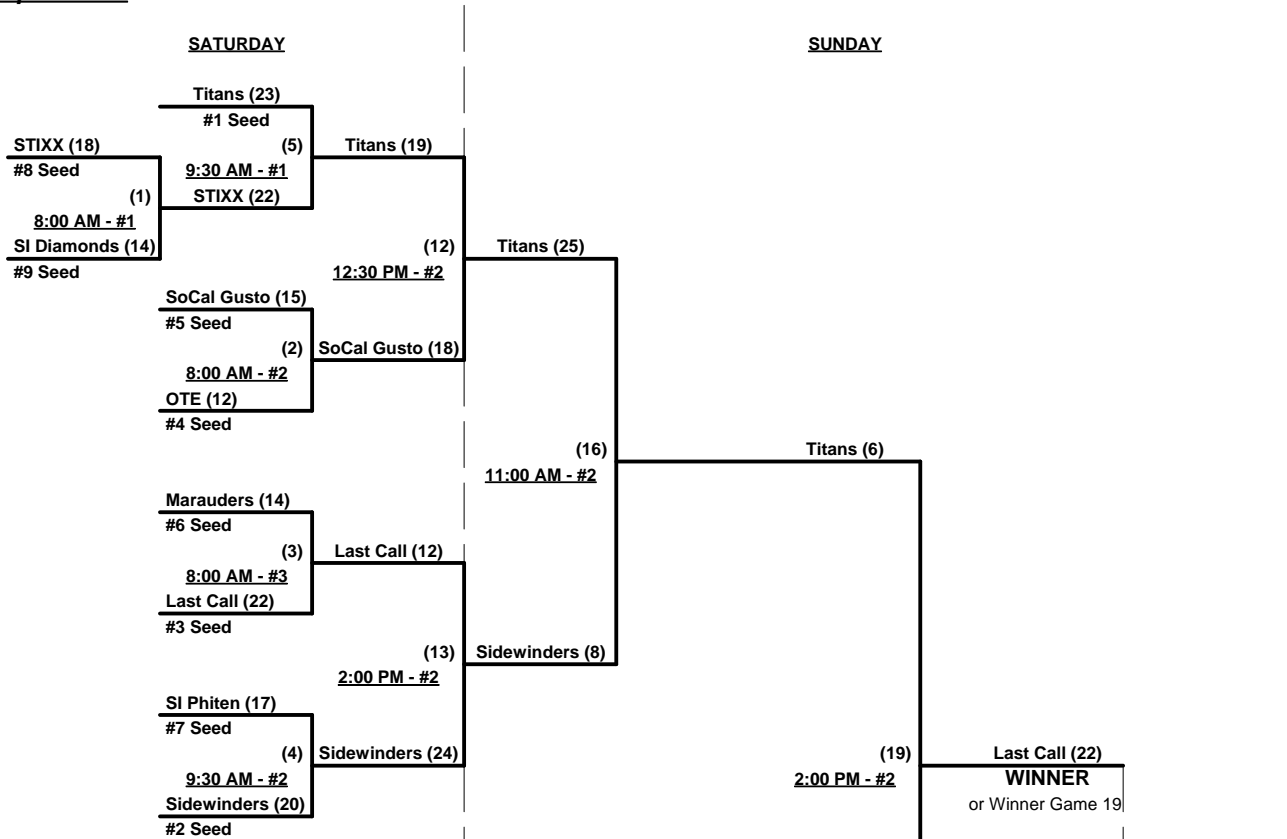 SATURDAY
SUNDAY
Titans (23)
#1 Seed
STIXX (18)
(5)
Titans (19)
#8 Seed
9:30 AM - #1
(1)
STIXX (22)
8:00 AM - #1
SI Diamonds (14)
(12)
Titans (25)
#9 Seed
12:30 PM - #2
SoCal Gusto (15)
#5 Seed
(2)
SoCal Gusto (18)
8:00 AM - #2
OTE (12)
#4 Seed
(16)
Titans (6)
11:00 AM - #2
Marauders (14)
#6 Seed
(3)
Last Call (12)
8:00 AM - #3
Last Call (22)
#3 Seed
(13)
Sidewinders (8)
2:00 PM - #2
SI Phiten (17)
#7 Seed
(4)
Sidewinders (24)
(19)
Last Call (22)
9:30 AM - #2
2:00 PM - #2
WINNER
Sidewinders (20)
or Winner Game 19
#2 Seed